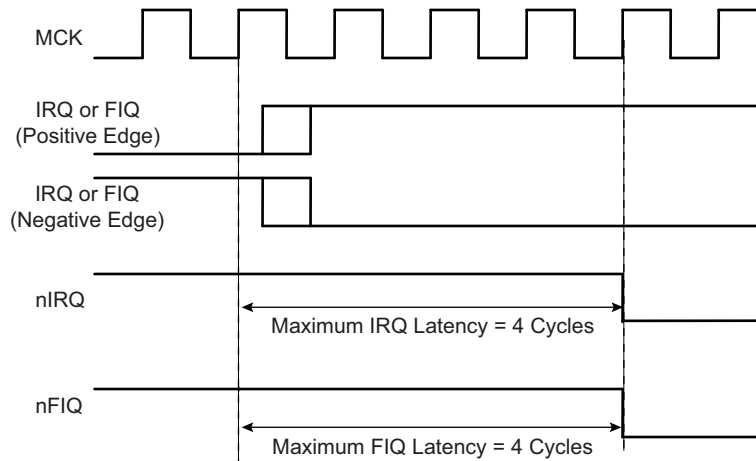 MCK
IRQ or FIQ
(Positive Edge)
IRQ or FIQ
(Negative Edge)
nIRQ
Maximum IRQ Latency = 4 Cycles
nFIQ
Maximum FIQ Latency = 4 Cycles